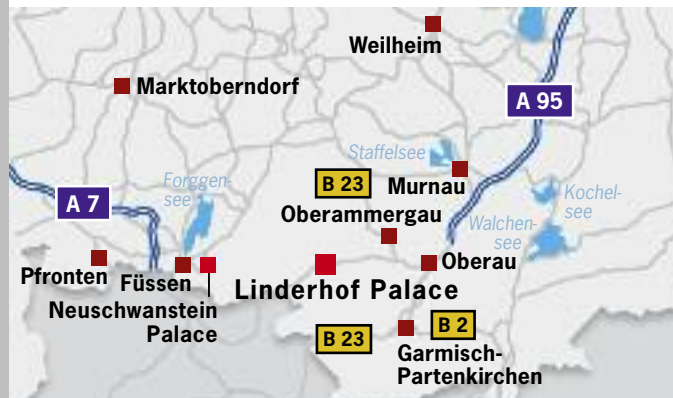 Weilheim
Marktoberndorf
A 95
Staffelsee
B 23
Murnau
Forggen-
see
A 7
Kochel-
see
Oberammergau
Walchen-
see
Pfronten
Füssen
Neuschwanstein
Palace
Linderhof Palace
Oberau
B 23
B 2
Garmisch-
Partenkirchen